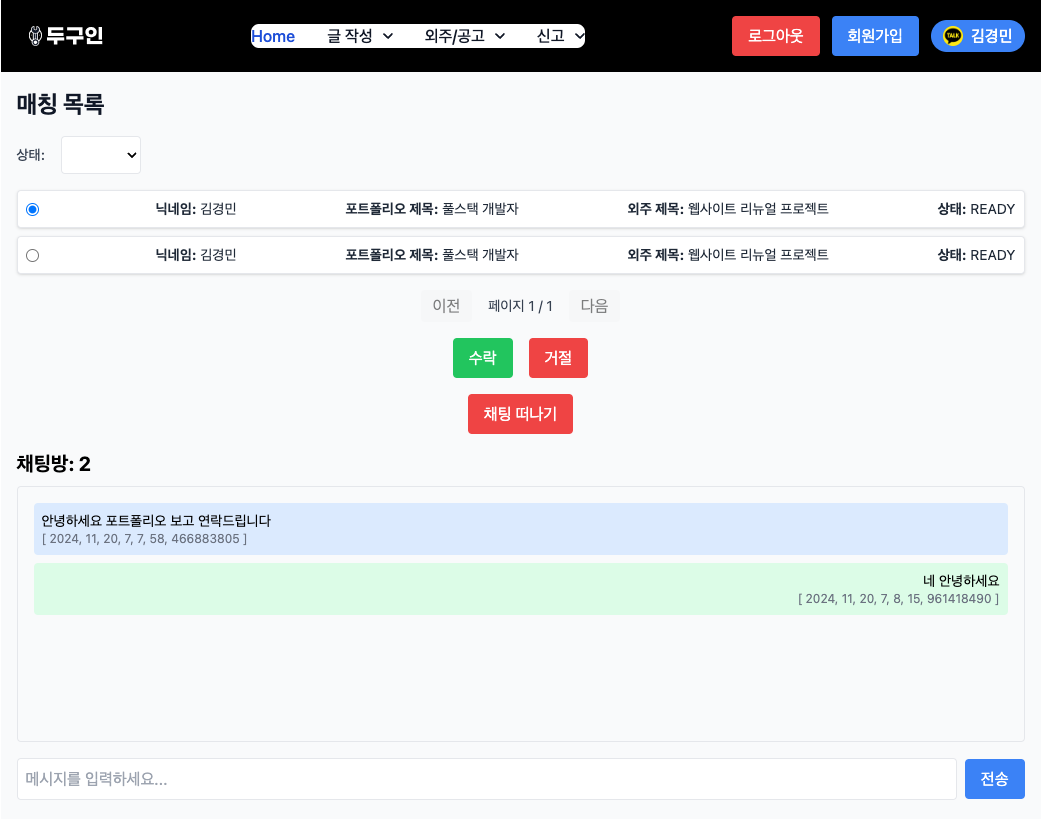 두구인 Home 글 작성 외주/공고 신고 로그아웃 회원가입 TALK 김경민
매칭 목록
상태:
닉네임: 김경민 포트폴리오 제목: 풀스택 개발자 외주 제목: 웹사이트 리뉴얼 프로젝트 상태: READY
닉네임: 김경민 포트폴리오 제목: 풀스택 개발자 외주 제목: 웹사이트 리뉴얼 프로젝트 상태: READY
이전 페이지 1 / 1 다음
수락 거절
채팅 떠나기
채팅방: 2
안녕하세요 포트폴리오 보고 연락드립니다
[ 2024, 11, 20, 7, 7, 58, 466883805 ]
네 안녕하세요
[ 2024, 11, 20, 7, 8, 15, 961418490 ]
메시지를 입력하세요... 전송